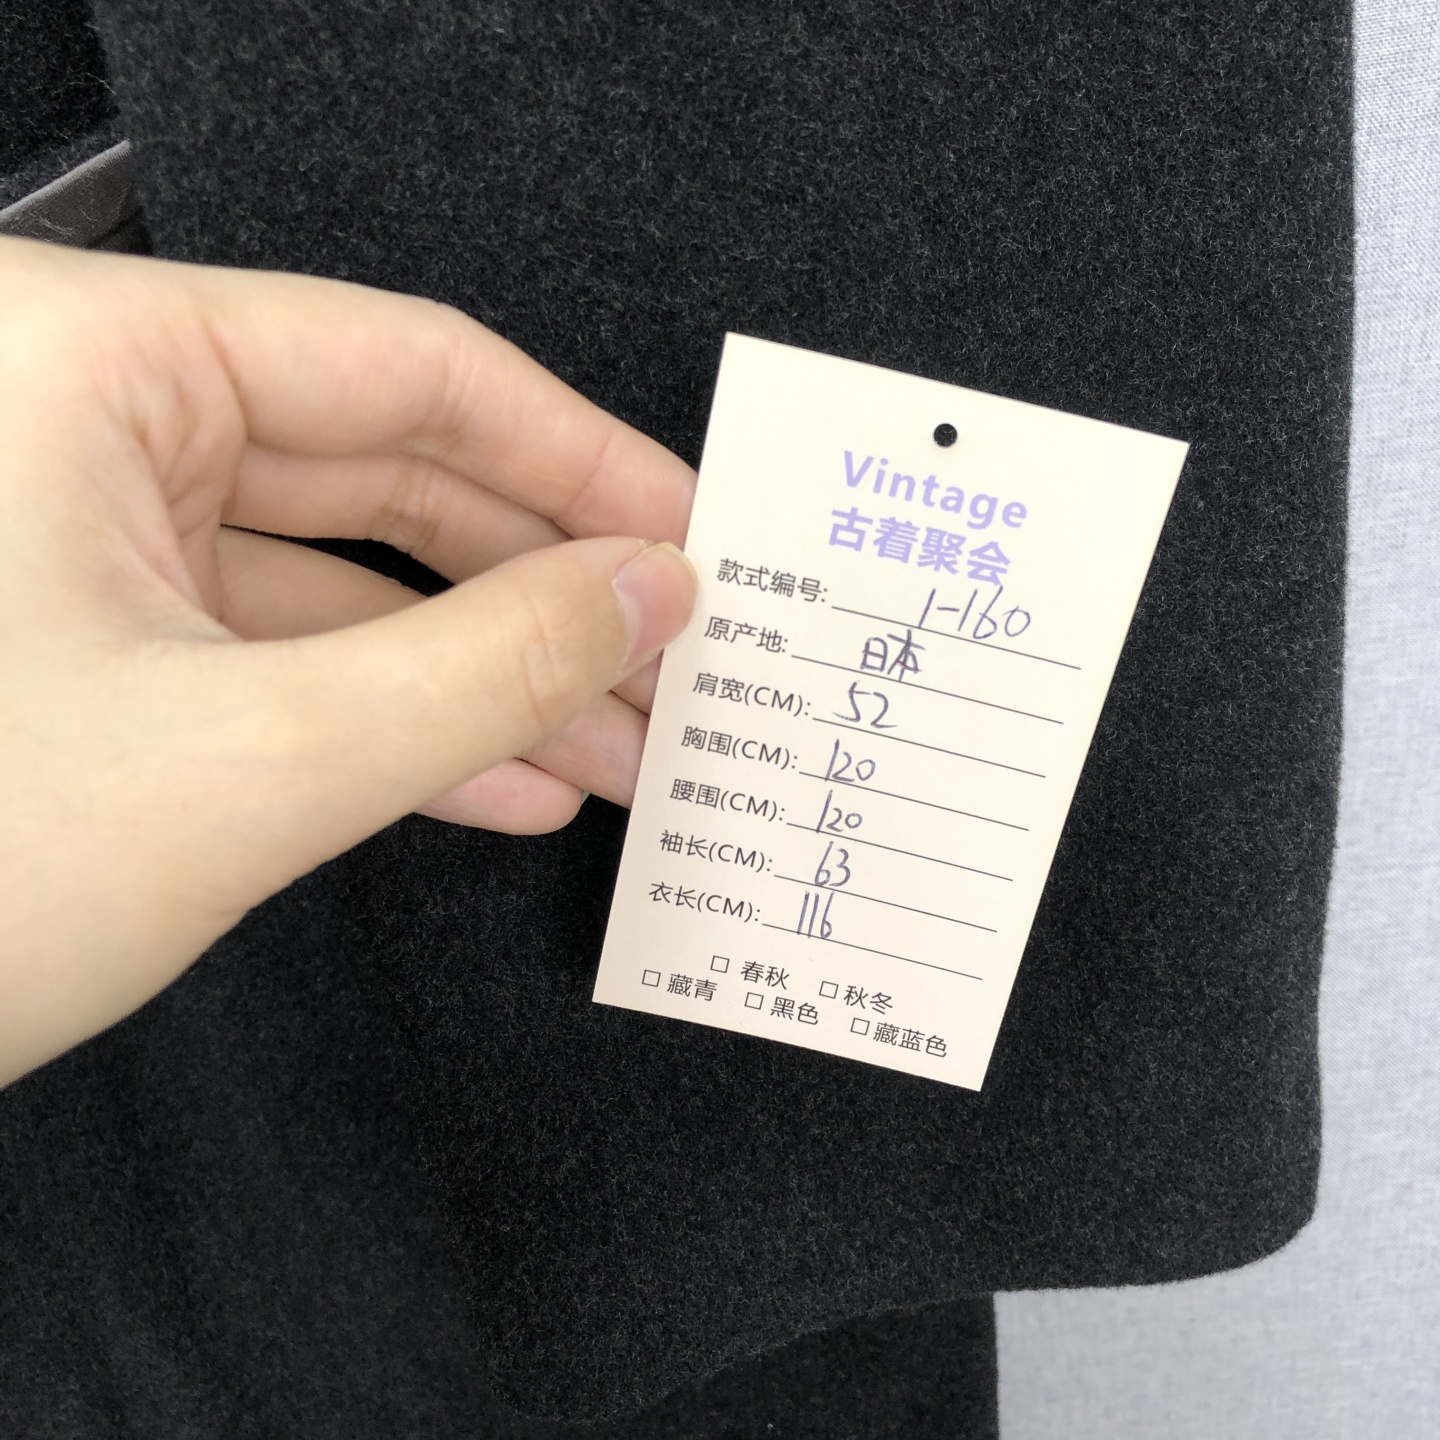 Vintage
古着聚会
款式编号: 1-160
原产地: 日本
肩宽(CM): 52
胸围(CM): 120
腰围(CM): 120
袖长(CM): 63
衣长(CM): 116
□ 春秋 □ 秋冬
□ 藏青 □ 黑色 □ 藏蓝色